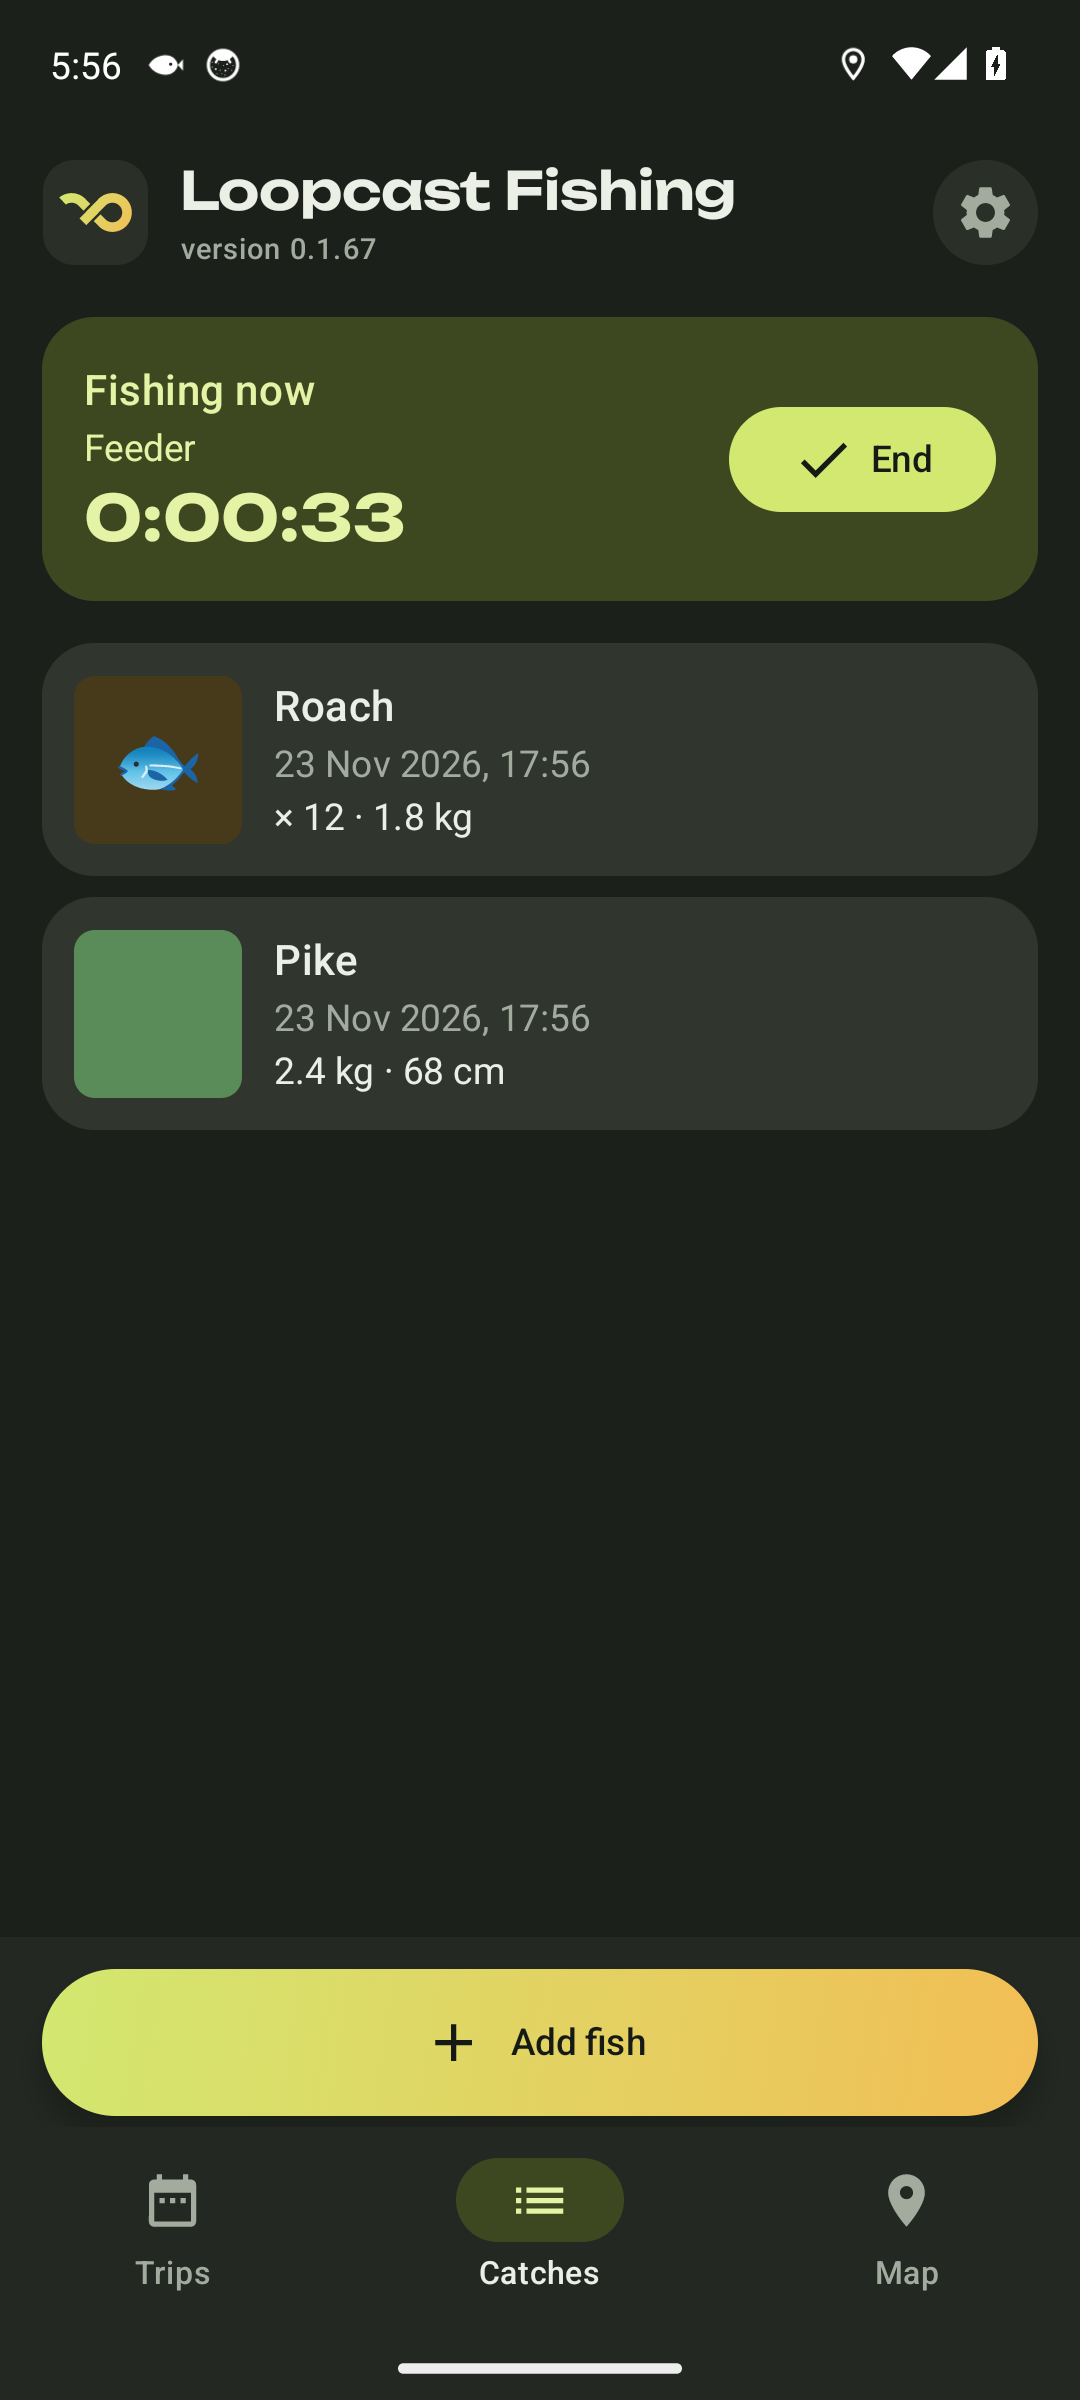 5:56
Loopcast Fishing
version 0.1.67
Fishing now
Feeder
0:00:33
End
Roach
23 Nov 2026, 17:56
× 12 · 1.8 kg
Pike
23 Nov 2026, 17:56
2.4 kg · 68 cm
Add fish
Trips
Catches
Map